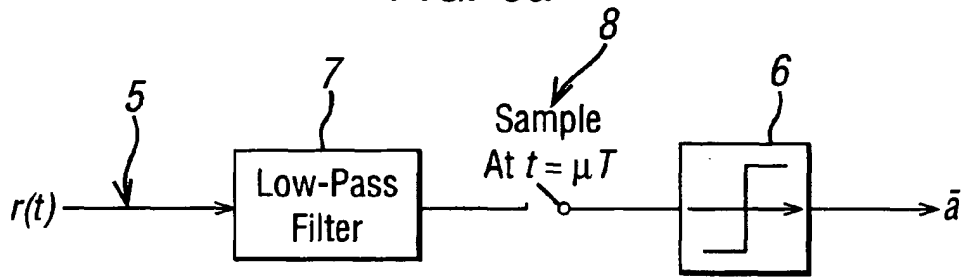 8
7
5
6
Sample
At t = μT
Low-Pass
Filter
r(t)
ā